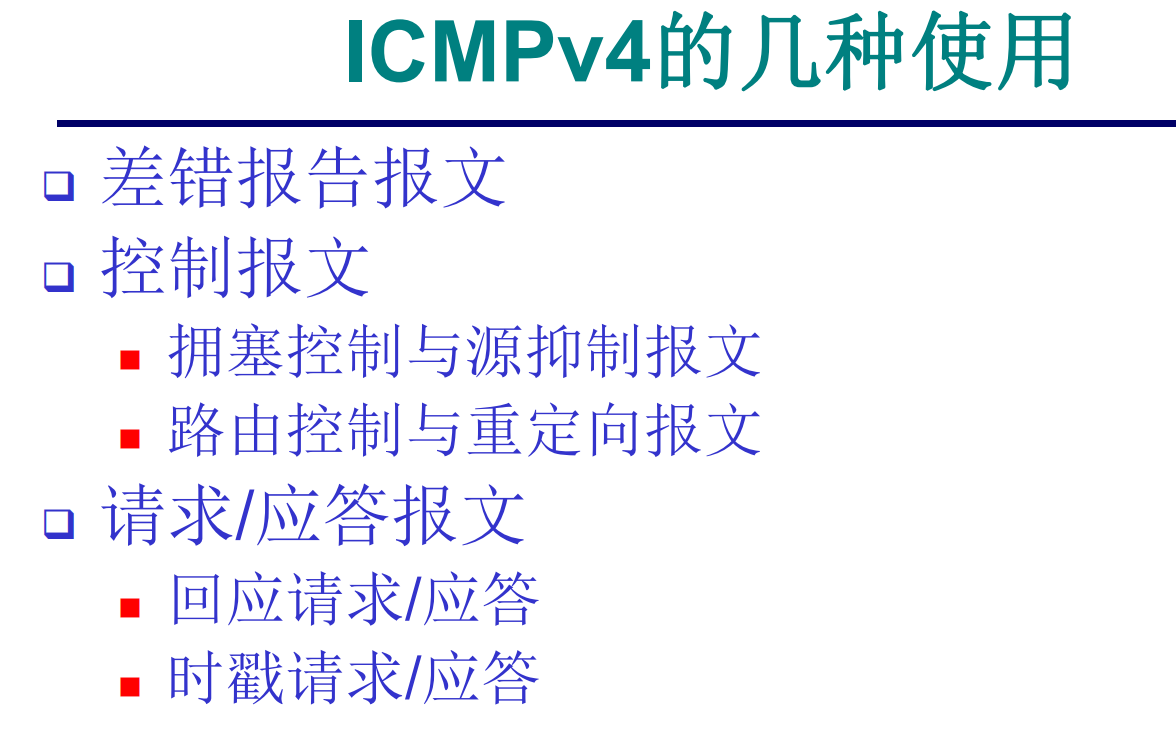 ICMPv4的几种使用
差错报告报文
控制报文
拥塞控制与源抑制报文
路由控制与重定向报文
请求/应答报文
回应请求/应答
时戳请求/应答